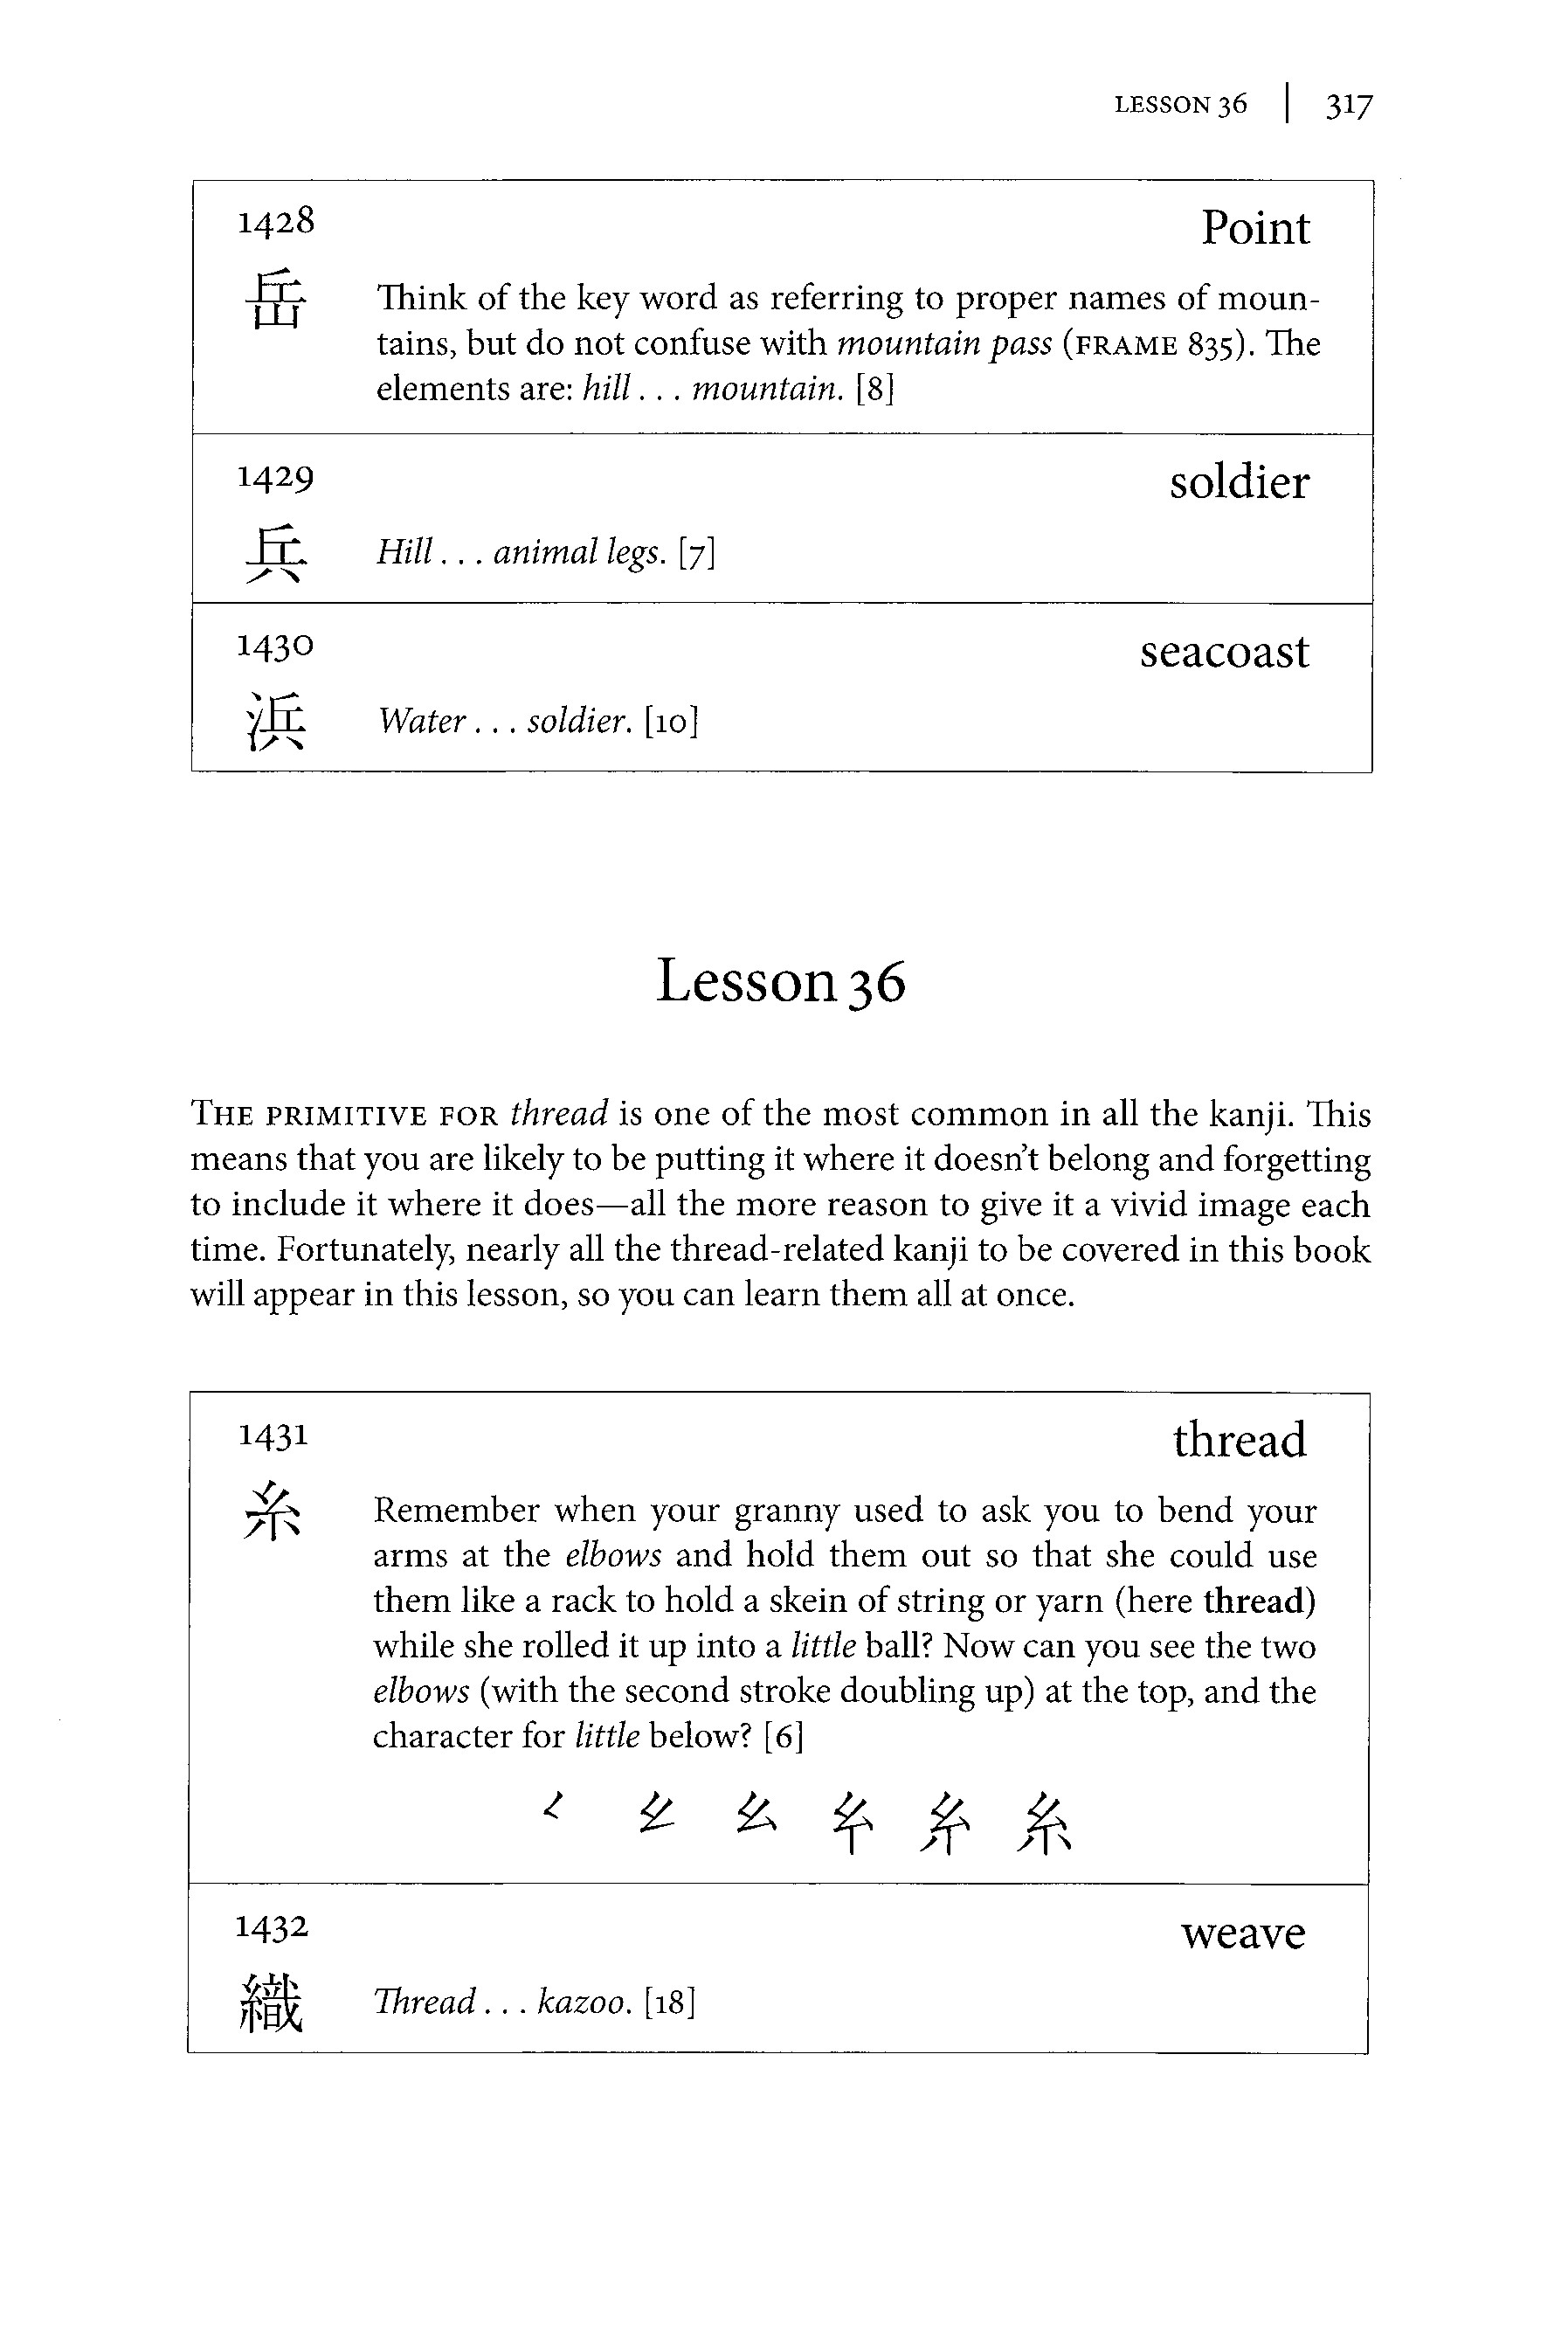 LESSON 36 | 317
1428 Point
岳 Think of the key word as referring to proper names of moun-
tains, but do not confuse with mountain pass (FRAME 835). The
elements are: hill . . . mountain. [8]
1429 soldier
兵 Hill . . . animal legs. [7]
1430 seacoast
浜 Water . . . soldier. [10]
Lesson 36
THE PRIMITIVE FOR thread is one of the most common in all the kanji. This
means that you are likely to be putting it where it doesn’t belong and forgetting
to include it where it does—all the more reason to give it a vivid image each
time. Fortunately, nearly all the thread-related kanji to be covered in this book
will appear in this lesson, so you can learn them all at once.
1431 thread
糸 Remember when your granny used to ask you to bend your
arms at the elbows and hold them out so that she could use
them like a rack to hold a skein of string or yarn (here thread)
while she rolled it up into a little ball? Now can you see the two
elbows (with the second stroke doubling up) at the top, and the
character for little below? [6]
糸
1432 weave
織 Thread . . . kazoo. [18]